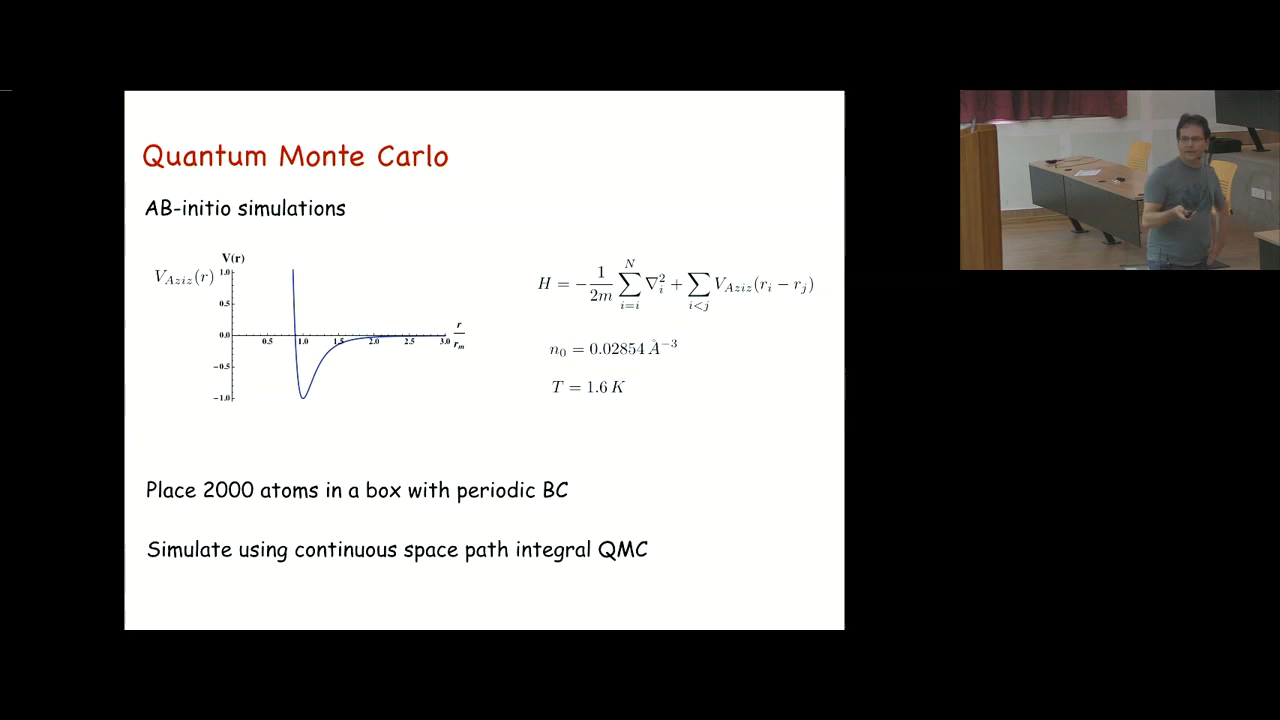 Quantum Monte Carlo
AB-initio simulations
V_{Aziz}(r)
V(r)
1.0
0.5
0.0
−0.5
−1.0
0.5 1.0 1.5 2.0 2.5 3.0
r/r_m
H = -\frac{1}{2m} \sum_{i=i}^{N} \nabla_i^2 + \sum_{i<j} V_{Aziz}(r_i - r_j)
n_0 = 0.02854 Å^{-3}
T = 1.6 K
Place 2000 atoms in a box with periodic BC
Simulate using continuous space path integral QMC